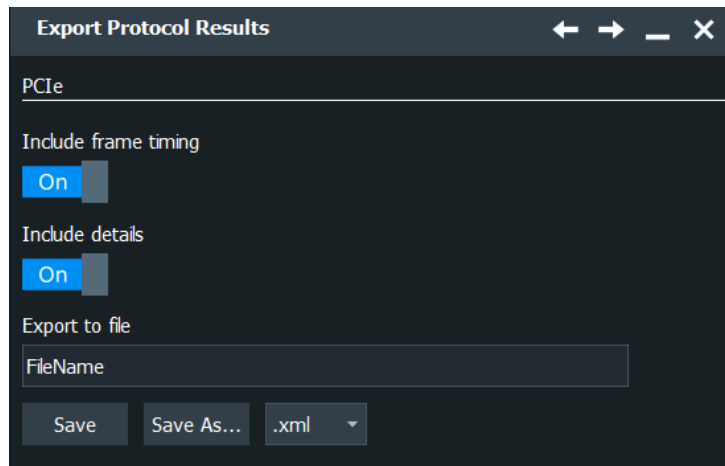 Export Protocol Results
PCIe
Include frame timing
On
Include details
On
Export to file
FileName
Save Save As... .xml